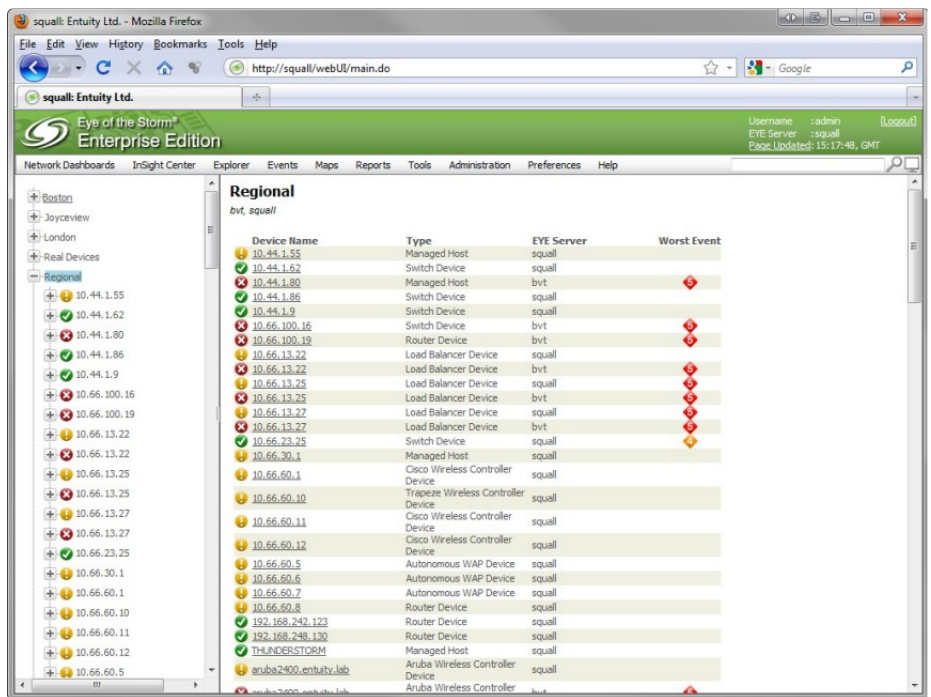 squall: Entuity Ltd. - Mozilla Firefox
File Edit View History Bookmarks Tools Help
http://squall/webUI/main.do
Google
squall: Entuity Ltd.
Eye of the Storm®
Enterprise Edition
Username :admin [Logout]
EYE Server :squall
Page Updated: 15:17:48, GMT
Network Dashboards InSight Center Explorer Events Maps Reports Tools Administration Preferences Help
Boston
Joyceview
London
Real Devices
Regional
10.44.1.55
10.44.1.62
10.44.1.80
10.44.1.86
10.44.1.9
10.66.100.16
10.66.100.19
10.66.13.22
10.66.13.22
10.66.13.25
10.66.13.25
10.66.13.27
10.66.13.27
10.66.23.25
10.66.30.1
10.66.60.1
10.66.60.10
10.66.60.11
10.66.60.12
10.66.60.5
Regional
bvt, squall
Device Name Type EYE Server Worst Event
10.44.1.55 Managed Host squall
10.44.1.62 Switch Device squall
10.44.1.80 Managed Host bvt 5
10.44.1.86 Switch Device squall
10.44.1.9 Switch Device squall
10.66.100.16 Switch Device bvt 5
10.66.100.19 Router Device bvt 5
10.66.13.22 Load Balancer Device squall
10.66.13.22 Load Balancer Device bvt 5
10.66.13.25 Load Balancer Device squall 5
10.66.13.25 Load Balancer Device bvt 5
10.66.13.27 Load Balancer Device squall 5
10.66.13.27 Load Balancer Device bvt 5
10.66.23.25 Switch Device squall 4
10.66.30.1 Managed Host squall
10.66.60.1 Cisco Wireless Controller Device squall
10.66.60.10 Trapeze Wireless Controller Device squall
10.66.60.11 Cisco Wireless Controller Device squall
10.66.60.12 Cisco Wireless Controller Device squall
10.66.60.5 Autonomous WAP Device squall
10.66.60.6 Autonomous WAP Device squall
10.66.60.7 Autonomous WAP Device squall
10.66.60.8 Router Device squall
192.168.242.123 Router Device squall
192.168.248.130 Router Device squall
THUNDERSTORM Managed Host squall
aruba2400.entuity.lab Aruba Wireless Controller Device squall
aruba2400.entuity.lab Aruba Wireless Controller bvt